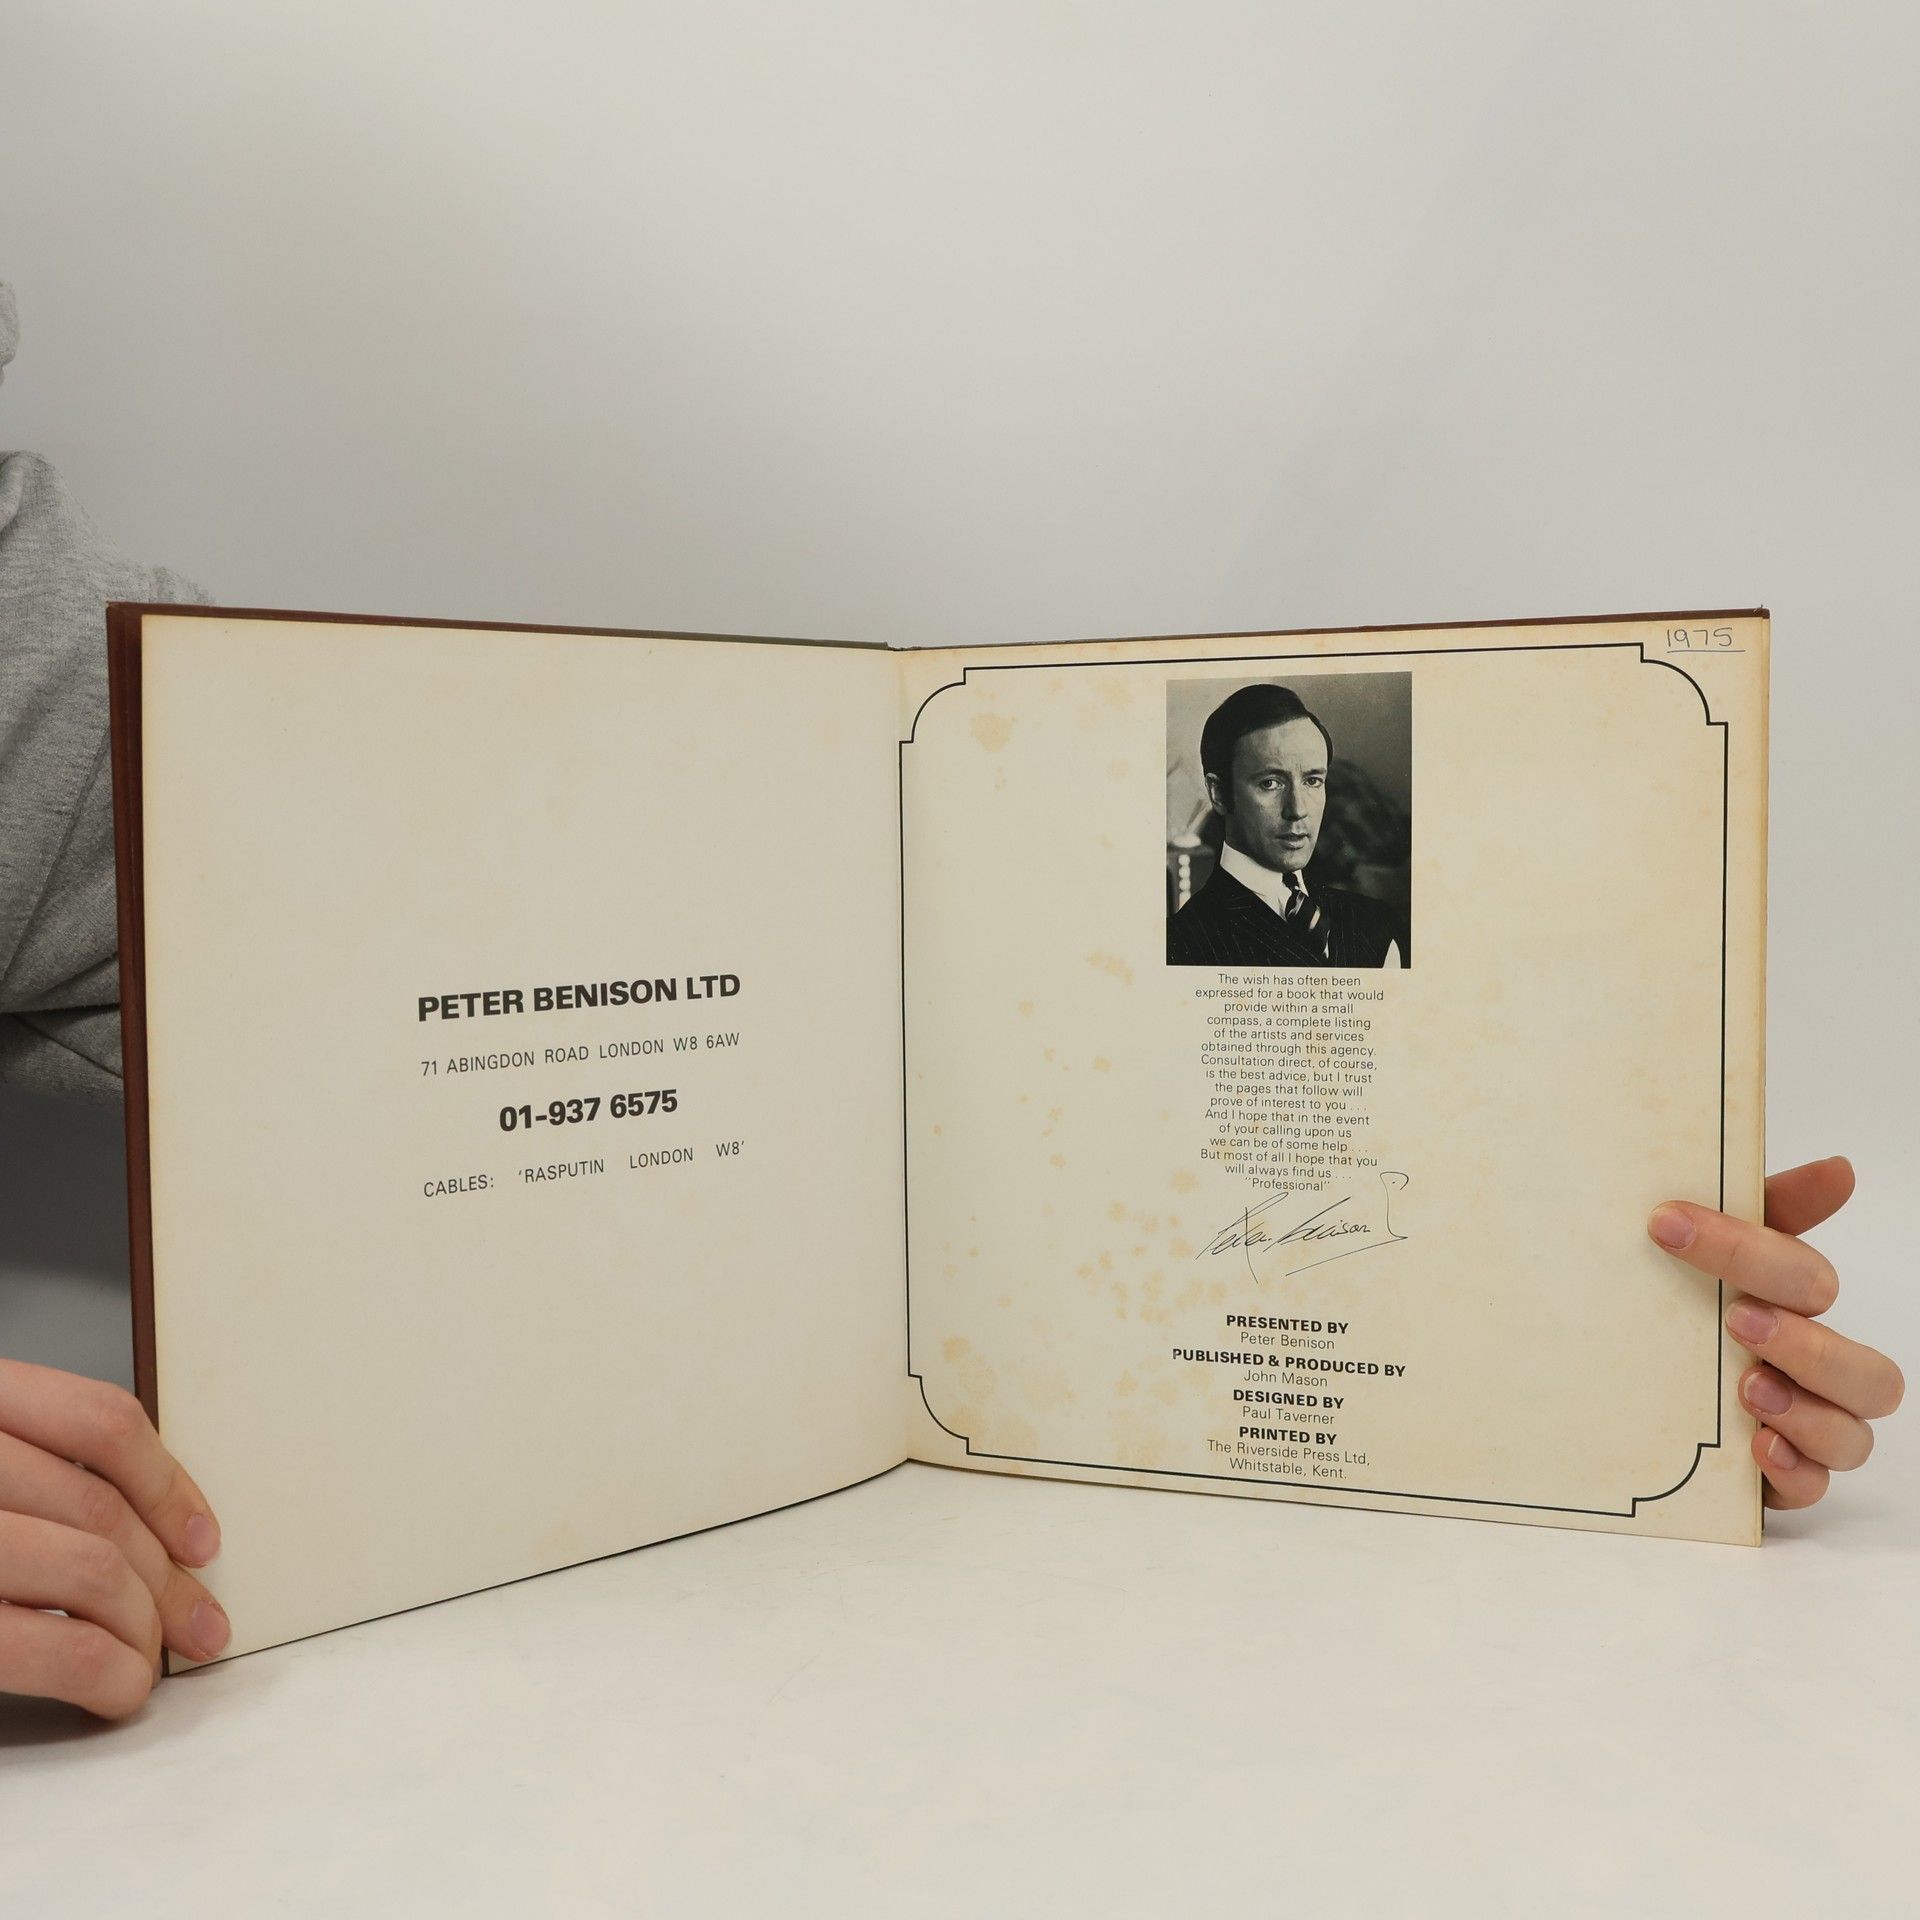 PETER BENISON LTD
71 ABINGDON ROAD LONDON W8 6AW
01-937 6575
CABLES: 'RASPUTIN LONDON W8'
1975
The wish has often been
expressed for a book that would
provide within a small
compass, a complete listing
of the artists and services
obtained through this agency.
Consultation direct, of course,
is the best advice, but I trust
the pages that follow will
prove of interest to you . . .
And I hope that in the event
of your calling upon us
we can be of some help . . .
But most of all I hope that you
will always find us . . .
"Professional"
Peter Benison
PRESENTED BY
Peter Benison
PUBLISHED & PRODUCED BY
John Mason
DESIGNED BY
Paul Taverner
PRINTED BY
The Riverside Press Ltd,
Whitstable, Kent.